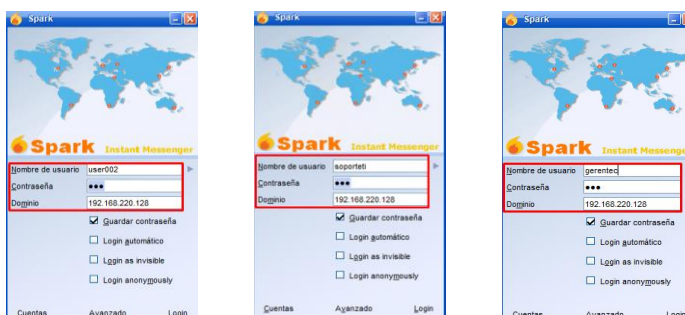 Spark
Spark Instant Messenger
Nombre de usuario user002
Contraseña •••
Dominio 192.168.220.128
Guardar contraseña
Login automático
Login as invisible
Login anonymously
Cuentas Avanzado Login
Spark
Spark Instant Messenger
Nombre de usuario soporteti
Contraseña •••
Dominio 192.168.220.128
Guardar contraseña
Login automático
Login as invisible
Login anonymously
Cuentas Avanzado Login
Spark
Spark Instant Messenge
Nombre de usuario gerentec
Contraseña •••
Dominio 192.168.220.128
Guardar contraseña
Login automático
Login as invisible
Login anonymously
Cuentas Avanzado Login